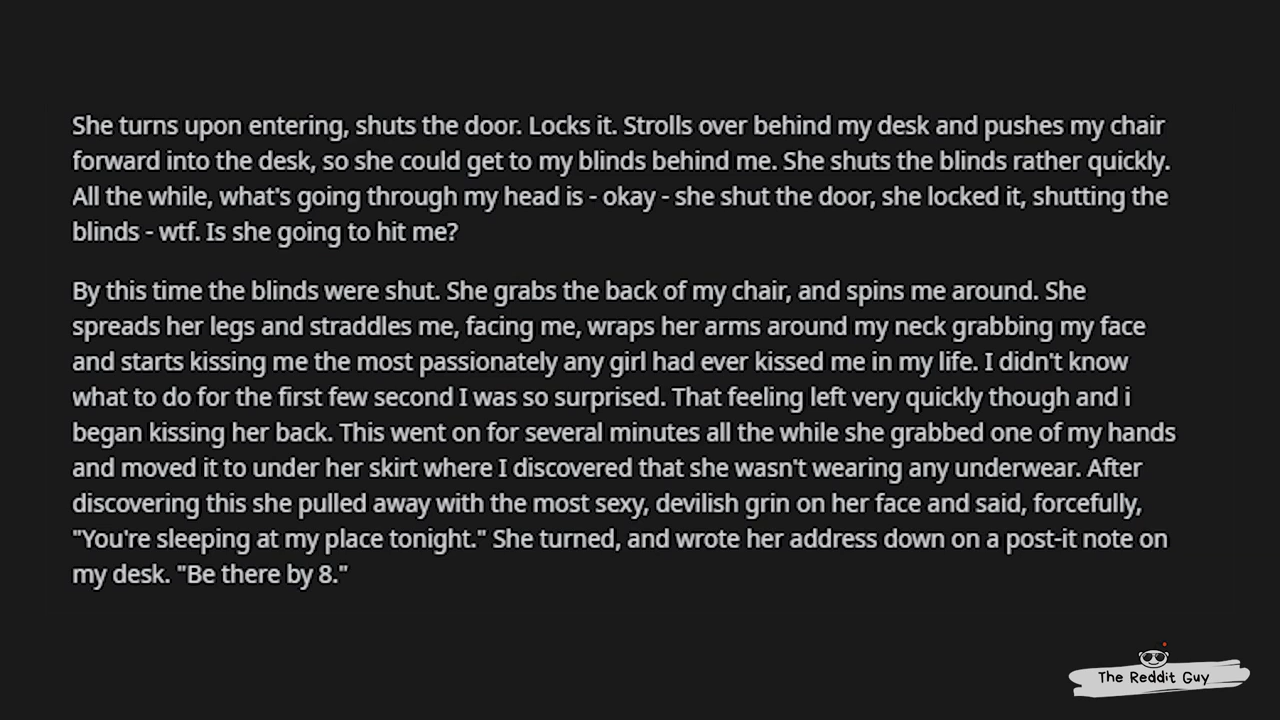 She turns upon entering, shuts the door. Locks it. Strolls over behind my desk and pushes my chair
forward into the desk, so she could get to my blinds behind me. She shuts the blinds rather quickly.
All the while, what's going through my head is - okay - she shut the door, she locked it, shutting the
blinds - wtf. Is she going to hit me?
By this time the blinds were shut. She grabs the back of my chair, and spins me around. She
spreads her legs and straddles me, facing me, wraps her arms around my neck grabbing my face
and starts kissing me the most passionately any girl had ever kissed me in my life. I didn't know
what to do for the first few second I was so surprised. That feeling left very quickly though and i
began kissing her back. This went on for several minutes all the while she grabbed one of my hands
and moved it to under her skirt where I discovered that she wasn't wearing any underwear. After
discovering this she pulled away with the most sexy, devilish grin on her face and said, forcefully,
"You're sleeping at my place tonight." She turned, and wrote her address down on a post-it note on
my desk. "Be there by 8."
The Reddit Guy